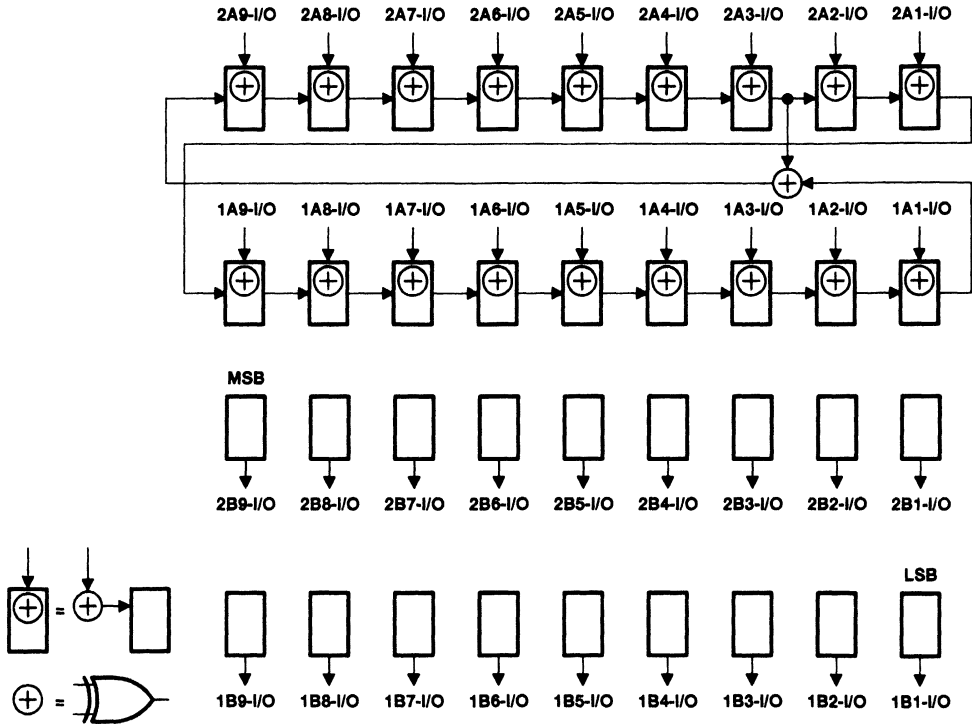 2A9-I/O 2A8-I/O 2A7-I/O 2A6-I/O 2A5-I/O 2A4-I/O 2A3-I/O 2A2-I/O 2A1-I/O
1A9-I/O 1A8-I/O 1A7-I/O 1A6-I/O 1A5-I/O 1A4-I/O 1A3-I/O 1A2-I/O 1A1-I/O
MSB
2B9-I/O 2B8-I/O 2B7-I/O 2B6-I/O 2B5-I/O 2B4-I/O 2B3-I/O 2B2-I/O 2B1-I/O
LSB
=
=
1B9-I/O 1B8-I/O 1B7-I/O 1B6-I/O 1B5-I/O 1B4-I/O 1B3-I/O 1B2-I/O 1B1-I/O